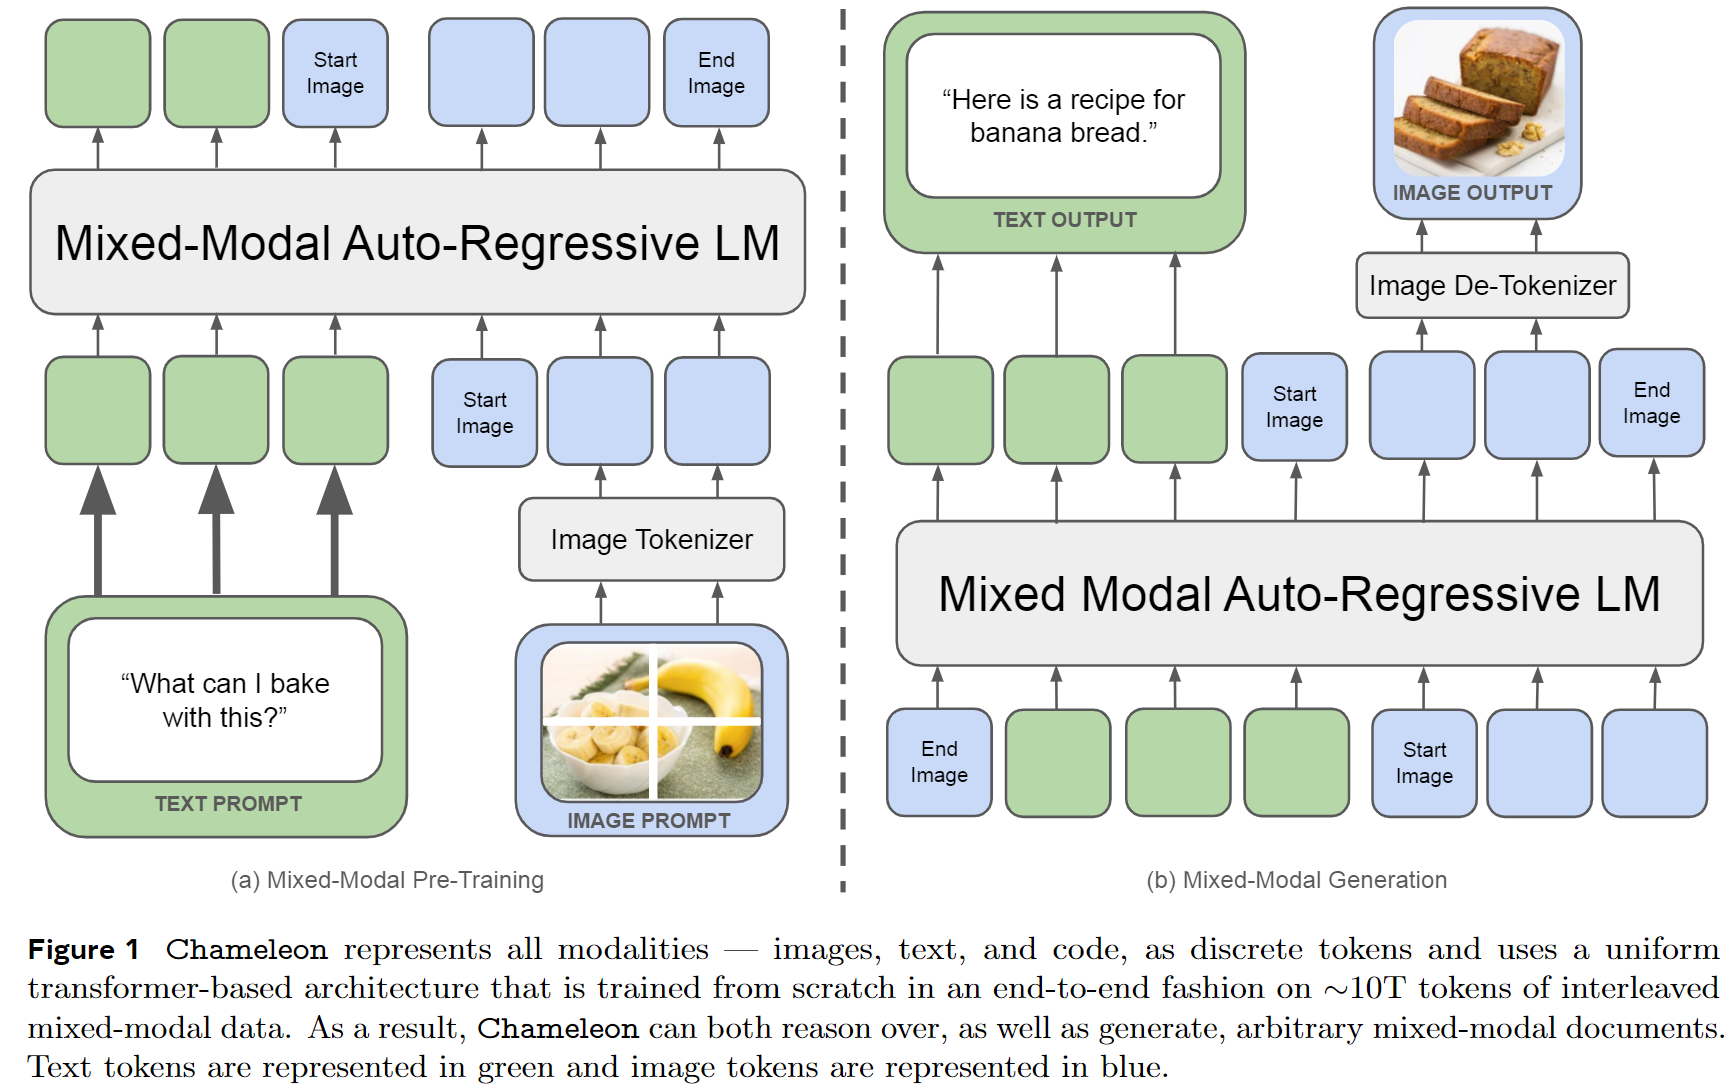 Start
Image
End
Image
Mixed-Modal Auto-Regressive LM
Start
Image
Image Tokenizer
“What can I bake
with this?”
TEXT PROMPT
IMAGE PROMPT
(a) Mixed-Modal Pre-Training
“Here is a recipe for
banana bread.”
TEXT OUTPUT
IMAGE OUTPUT
Image De-Tokenizer
Start
Image
End
Image
Mixed Modal Auto-Regressive LM
End
Image
Start
Image
(b) Mixed-Modal Generation
Figure 1 Chameleon represents all modalities — images, text, and code, as discrete tokens and uses a uniform
transformer-based architecture that is trained from scratch in an end-to-end fashion on ∼10T tokens of interleaved
mixed-modal data. As a result, Chameleon can both reason over, as well as generate, arbitrary mixed-modal documents.
Text tokens are represented in green and image tokens are represented in blue.